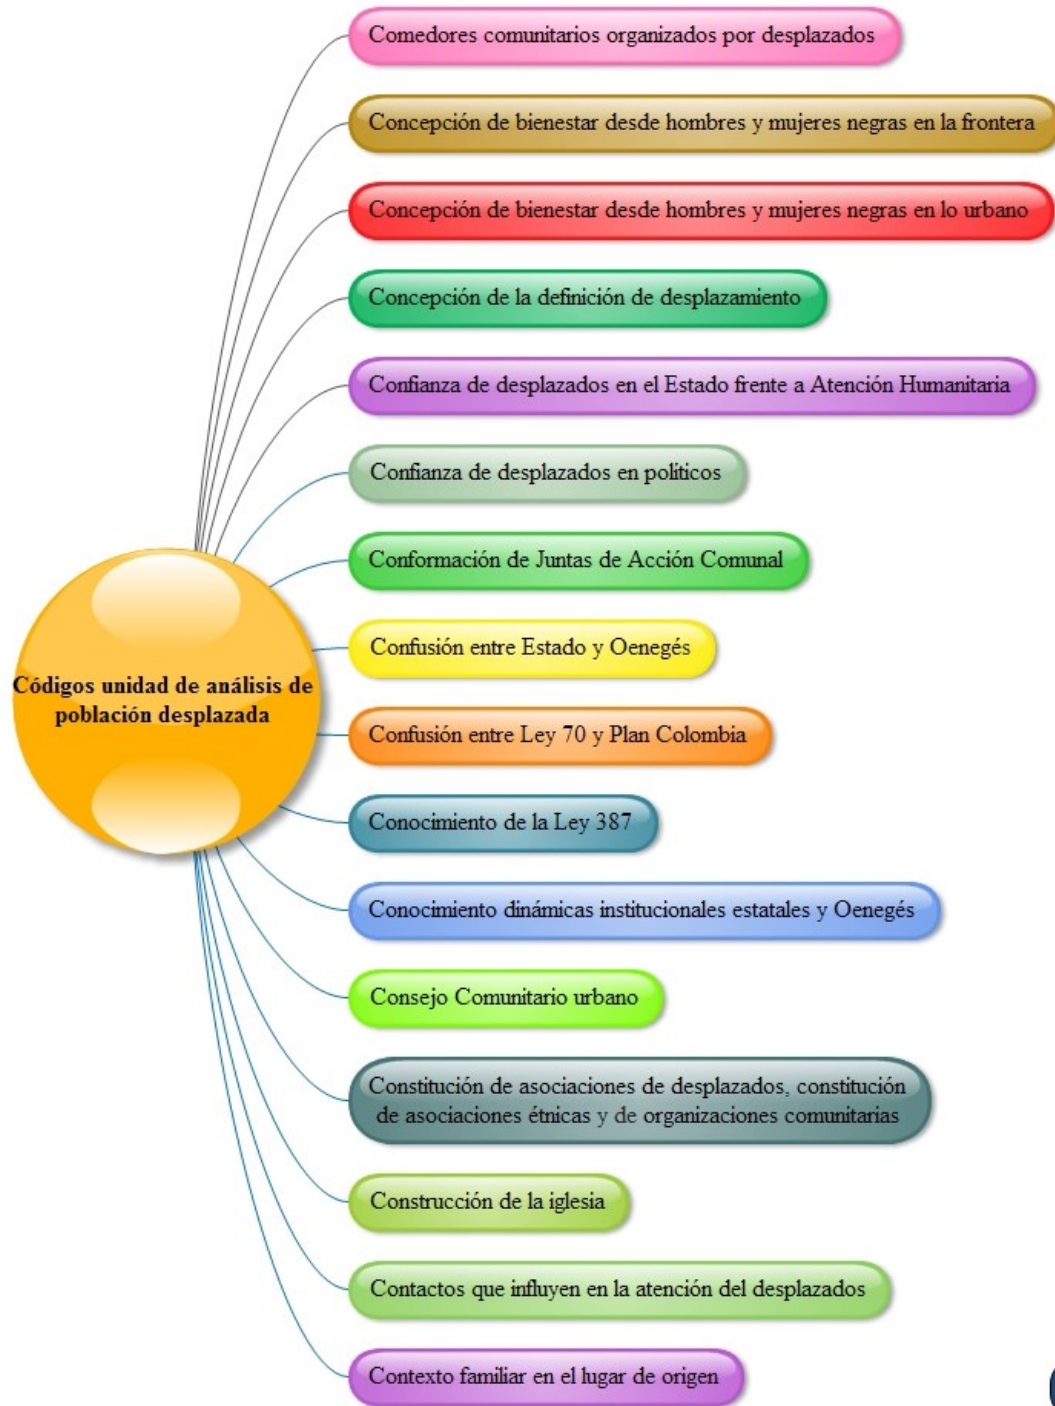 Comedores comunitarios organizados por desplazados
Concepción de bienestar desde hombres y mujeres negras en la frontera
Concepción de bienestar desde hombres y mujeres negras en lo urbano
Concepción de la definición de desplazamiento
Confianza de desplazados en el Estado frente a Atención Humanitaria
Confianza de desplazados en políticos
Conformación de Juntas de Acción Comunal
Confusión entre Estado y Oenegés
Códigos unidad de análisis de
población desplazada
Confusión entre Ley 70 y Plan Colombia
Conocimiento de la Ley 387
Conocimiento dinámicas institucionales estatales y Oenegés
Consejo Comunitario urbano
Constitución de asociaciones de desplazados, constitución
de asociaciones étnicas y de organizaciones comunitarias
Construcción de la iglesia
Contactos que influyen en la atención del desplazados
Contexto familiar en el lugar de origen